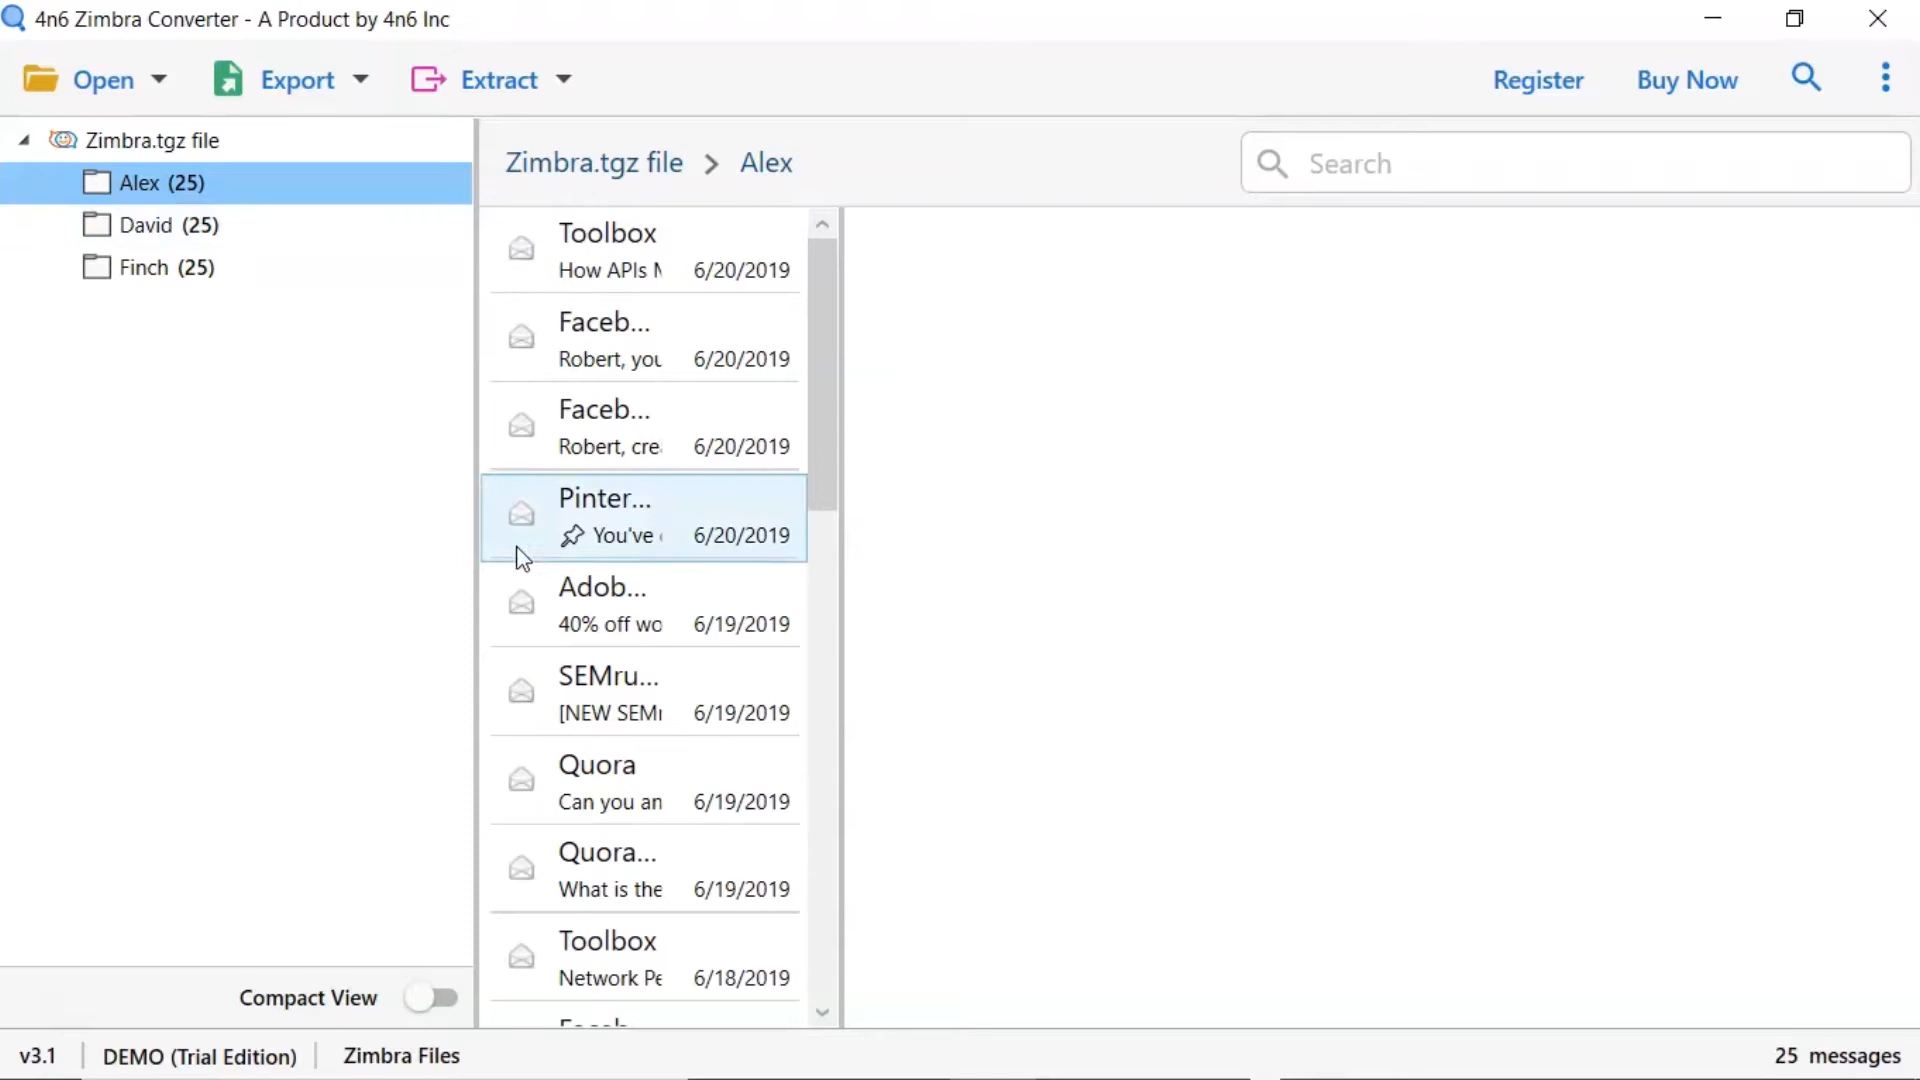 4n6 Zimbra Converter - A Product by 4n6 Inc
Open Export Extract Register Buy Now
Zimbra.tgz file
Alex (25)
David (25)
Finch (25)
Zimbra.tgz file > Alex
Search
Toolbox
How APIs 6/20/2019
Faceb...
Robert, you 6/20/2019
Faceb...
Robert, cre 6/20/2019
Pinter...
You've 6/20/2019
Adob...
40% off wo 6/19/2019
SEMru...
[NEW SEM 6/19/2019
Quora
Can you an 6/19/2019
Quora...
What is the 6/19/2019
Toolbox
Network Pe 6/18/2019
Compact View
v3.1 DEMO (Trial Edition) Zimbra Files 25 messages